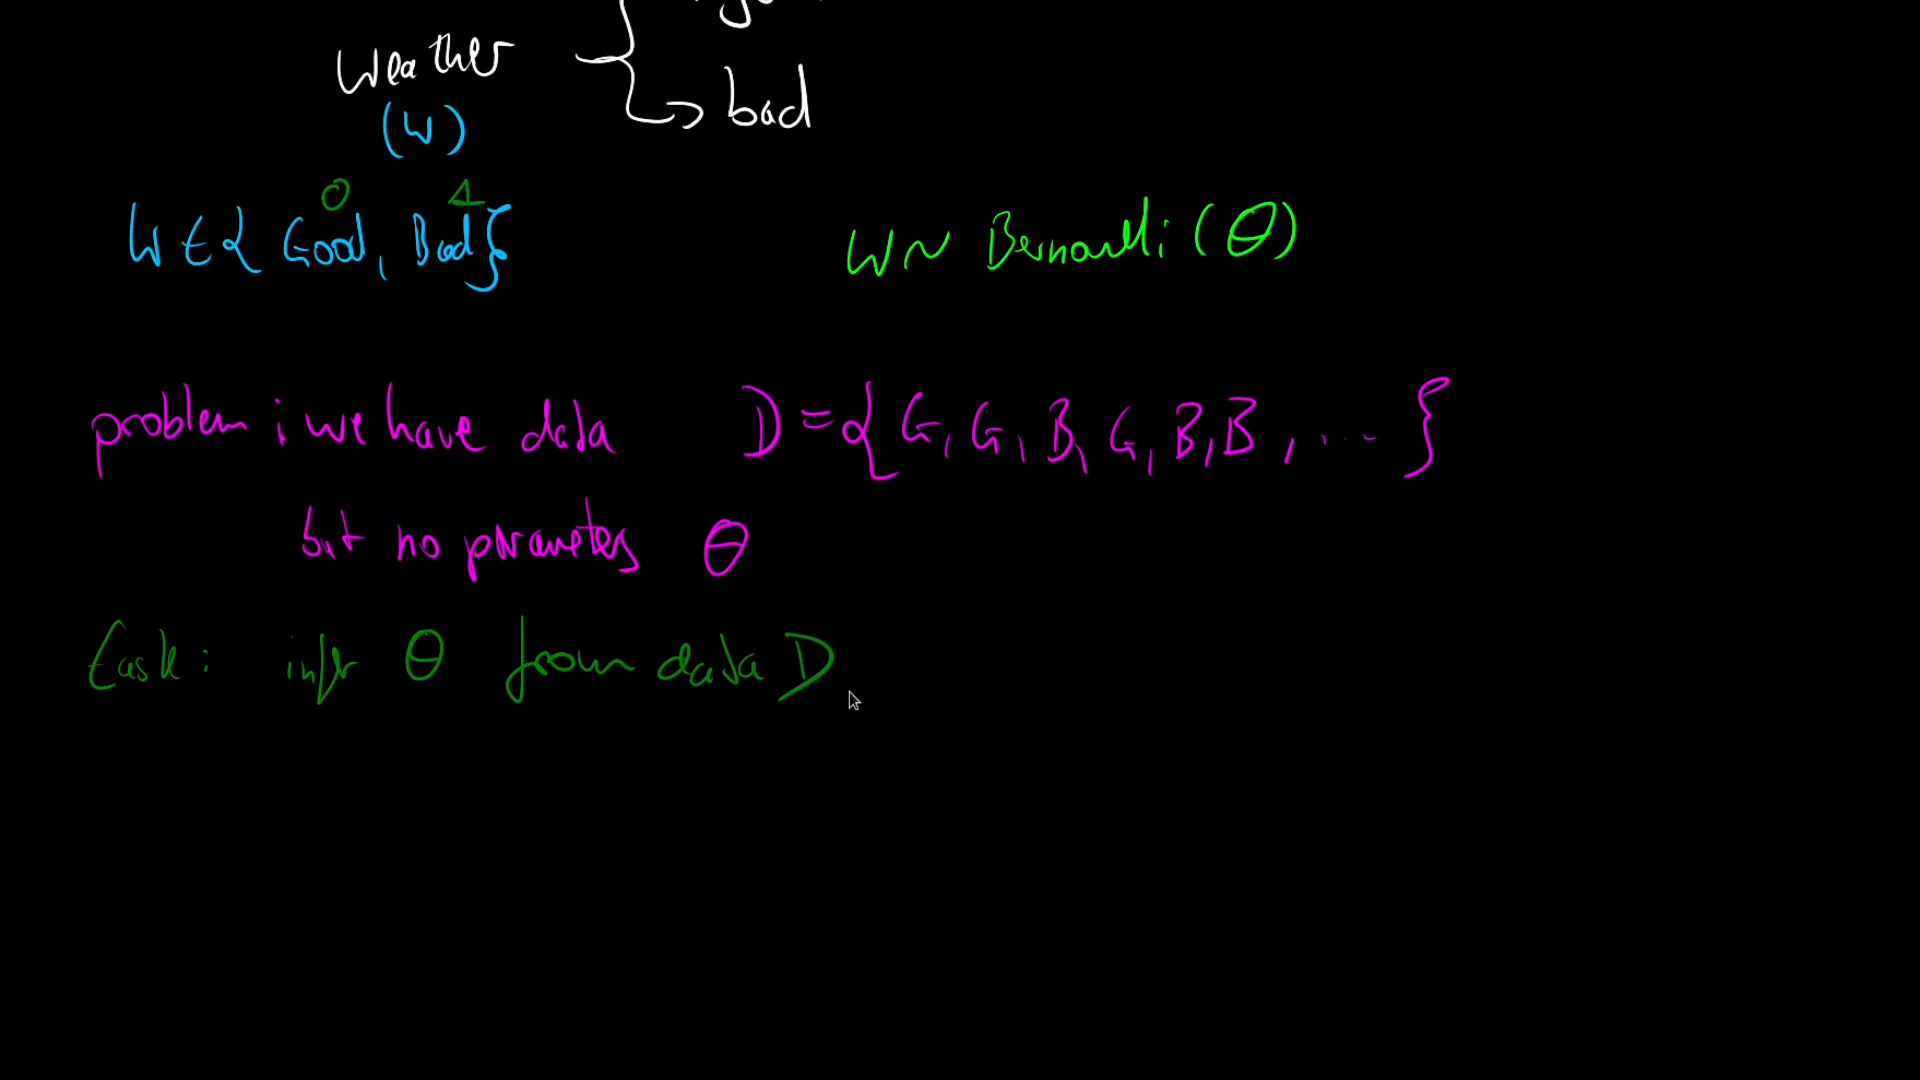 Weather
bad
(W)
0 1
W ∈ { Good, Bad }
W ~ Bernoulli (θ)
problem : we have data D = { G, G, B, G, B, B, ... }
but no parameters θ
task : infer θ from data D